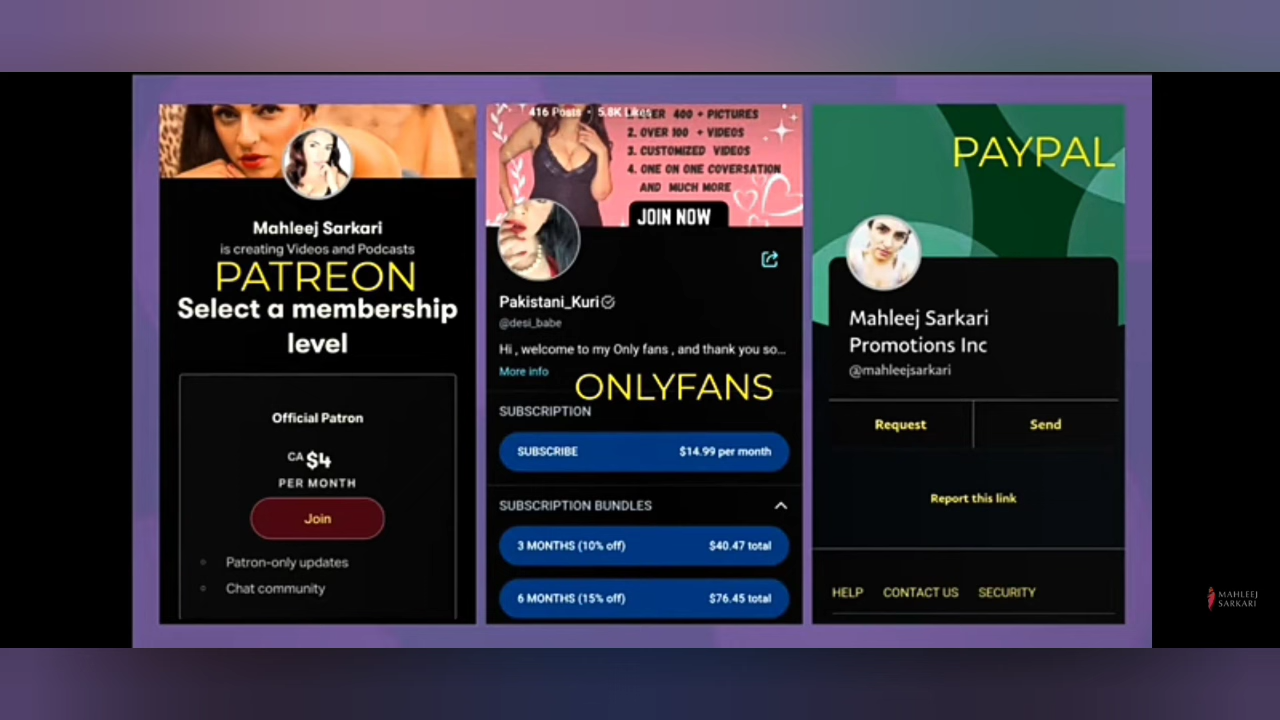 Mahleej Sarkari
is creating Videos and Podcasts
PATREON
Select a membership
level
Official Patron
CA $4
PER MONTH
Join
Patron-only updates
Chat community
416 Posts • 5.8K Likes
OVER 400 + PICTURES
2. OVER 100 + VIDEOS
3. CUSTOMIZED VIDEOS
4. ONE ON ONE COVERSATION
AND MUCH MORE
JOIN NOW
Pakistani_Kuri
@desi_babe
Hi , welcome to my Only fans , and thank you so...
More info
ONLYFANS
SUBSCRIPTION
SUBSCRIBE $14.99 per month
SUBSCRIPTION BUNDLES
3 MONTHS (10% off) $40.47 total
6 MONTHS (15% off) $76.45 total
PAYPAL
Mahleej Sarkari
Promotions Inc
@mahleejsarkari
Request Send
Report this link
HELP CONTACT US SECURITY
MAHLEEJ
SARKARI